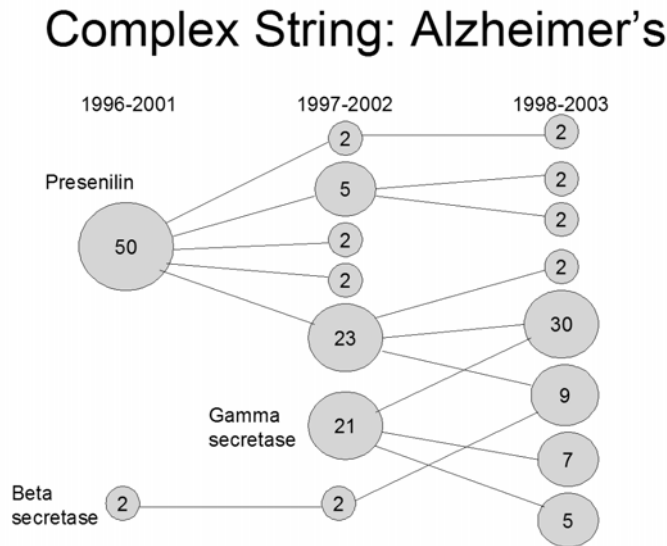 Complex String: Alzheimer's
1996-2001 1997-2002 1998-2003
2 2
Presenilin
5 2
2
50 2
2 2
23 30
9
Gamma
secretase
21
7
Beta
secretase
2 2
5